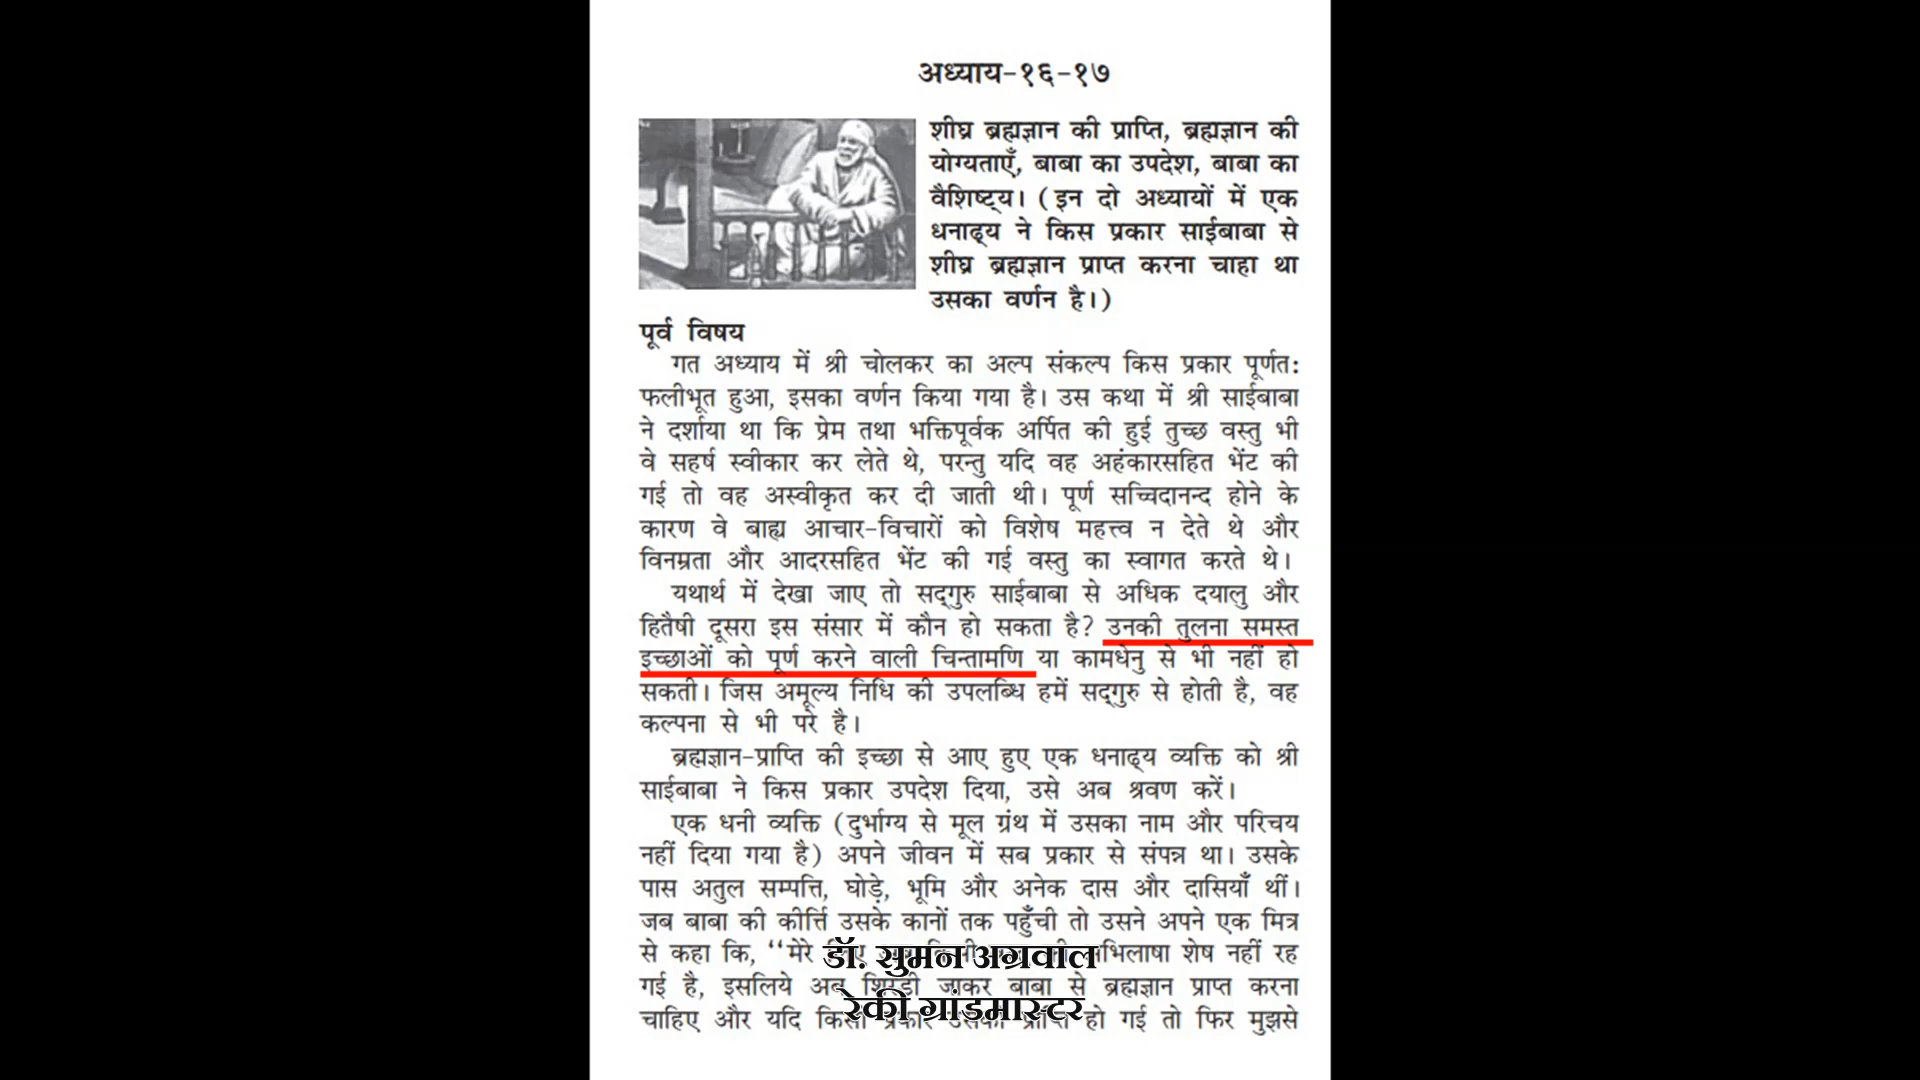 अध्याय-१६-१७
शीघ्र ब्रह्मज्ञान की प्राप्ति, ब्रह्मज्ञान की
योग्यताएँ, बाबा का उपदेश, बाबा का
वैशिष्ट्य। (इन दो अध्यायों में एक
धनाढ्य ने किस प्रकार साईबाबा से
शीघ्र ब्रह्मज्ञान प्राप्त करना चाहा था
उसका वर्णन है।)
पूर्व विषय
गत अध्याय में श्री चोलकर का अल्प संकल्प किस प्रकार पूर्णत:
फलीभूत हुआ, इसका वर्णन किया गया है। उस कथा में श्री साईबाबा
ने दर्शाया था कि प्रेम तथा भक्तिपूर्वक अर्पित की हुई तुच्छ वस्तु भी
वे सहर्ष स्वीकार कर लेते थे, परन्तु यदि वह अहंकारसहित भेंट की
गई तो वह अस्वीकृत कर दी जाती थी। पूर्ण सच्चिदानन्द होने के
कारण वे बाह्य आचार-विचारों को विशेष महत्त्व न देते थे और
विनम्रता और आदरसहित भेंट की गई वस्तु का स्वागत करते थे।
यथार्थ में देखा जाए तो सद्गुरु साईबाबा से अधिक दयालु और
हितैषी दूसरा इस संसार में कौन हो सकता है? उनकी तुलना समस्त
इच्छाओं को पूर्ण करने वाली चिन्तामणि या कामधेनु से भी नहीं हो
सकती। जिस अमूल्य निधि की उपलब्धि हमें सद्गुरु से होती है, वह
कल्पना से भी परे है।
ब्रह्मज्ञान-प्राप्ति की इच्छा से आए हुए एक धनाढ्य व्यक्ति को श्री
साईबाबा ने किस प्रकार उपदेश दिया, उसे अब श्रवण करें।
एक धनी व्यक्ति (दुर्भाग्य से मूल ग्रंथ में उसका नाम और परिचय
नहीं दिया गया है) अपने जीवन में सब प्रकार से संपन्न था। उसके
पास अतुल सम्पत्ति, घोड़े, भूमि और अनेक दास और दासियाँ थीं।
जब बाबा की कीर्त्ति उसके कानों तक पहुँची तो उसने अपने एक मित्र
से कहा कि, ‘‘मेरे अभिलाषा शेष नहीं रह
डॉ. सुमन अग्रवाल
गई है, इसलिये अब शिरडी जाकर बाबा से ब्रह्मज्ञान प्राप्त करना
रेकी ग्रांडमास्टर
चाहिए और यदि किसी प्रकार हो गई तो फिर मुझसे